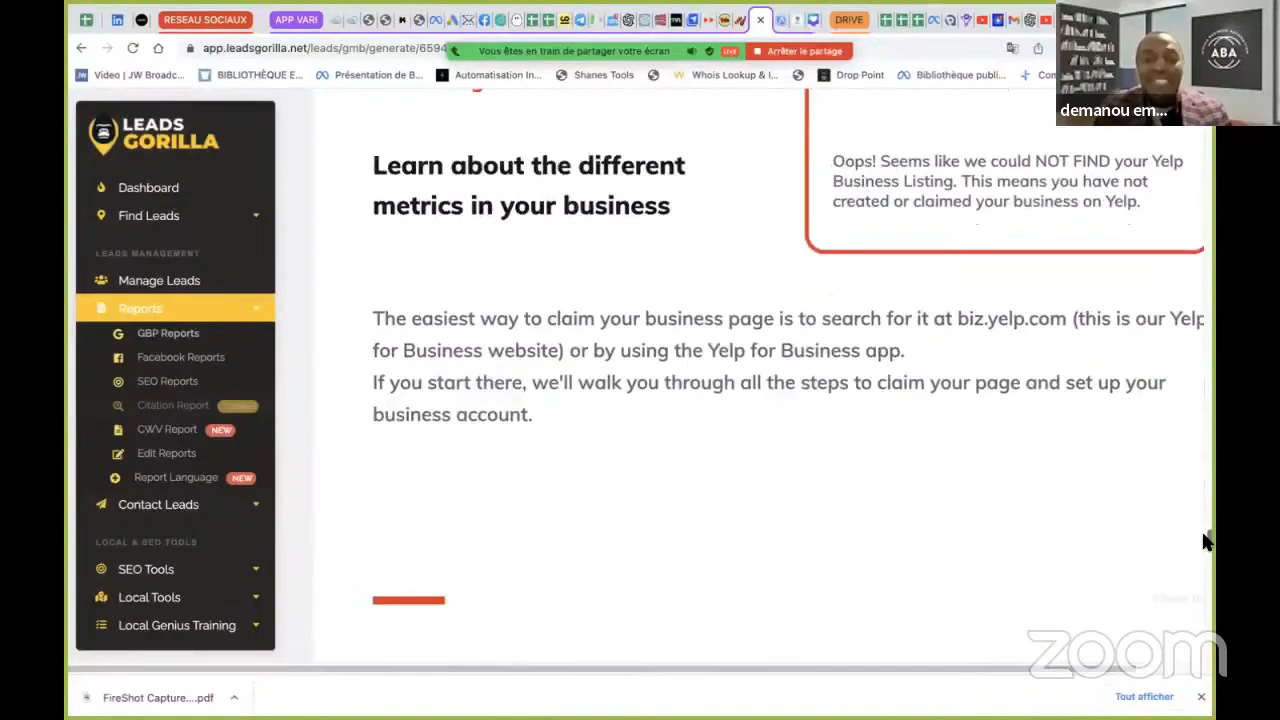 RESEAU SOCIAUX
APP VARI
DRIVE
app.leadsgorilla.net/leads/gmb/generate/6594
Vous êtes en train de partager votre écran
LIVE
Arrêter le partage
Video | JW Broadc...
BIBLIOTHÈQUE E...
Présentation de B...
Automatisation In...
Shanes Tools
Whois Lookup & I...
Drop Point
Bibliothèque publi...
ABA
demanou em...
LEADS
GORILLA
Dashboard
Find Leads
LEADS MANAGEMENT
Manage Leads
Reports
GBP Reports
Facebook Reports
SEO Reports
Citation Report
CWV Report NEW
Edit Reports
Report Language NEW
Contact Leads
LOCAL & SEO TOOLS
SEO Tools
Local Tools
Local Genius Training
Learn about the different
metrics in your business
Oops! Seems like we could NOT FIND your Yelp
Business Listing. This means you have not
created or claimed your business on Yelp.
The easiest way to claim your business page is to search for it at biz.yelp.com (this is our Yelp
for Business website) or by using the Yelp for Business app.
If you start there, we'll walk you through all the steps to claim your page and set up your
business account.
zoom
FireShot Capture....pdf
Tout afficher